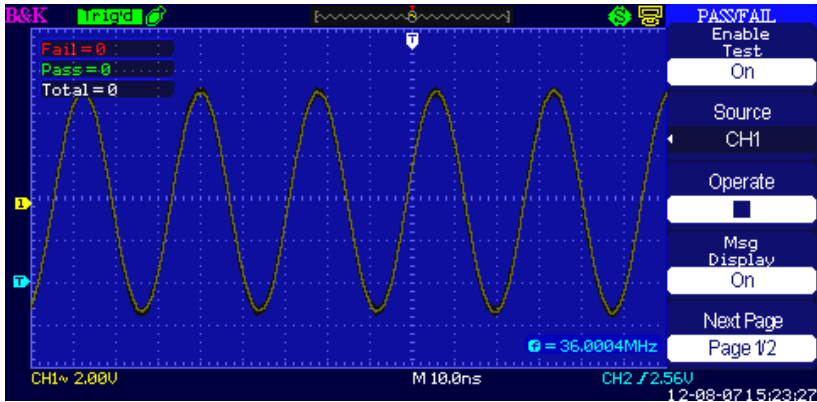 B&K Trig'd T S PASS/FAIL
Fail=0
Pass=0
Total=0
T
1
T
f = 36.0004MHz
CH1~ 2.00V M 10.0ns CH2 / 2.56V
12-08-07 15:23:27
Enable
Test
On
Source
CH1
Operate
Msg
Display
On
Next Page
Page 1/2